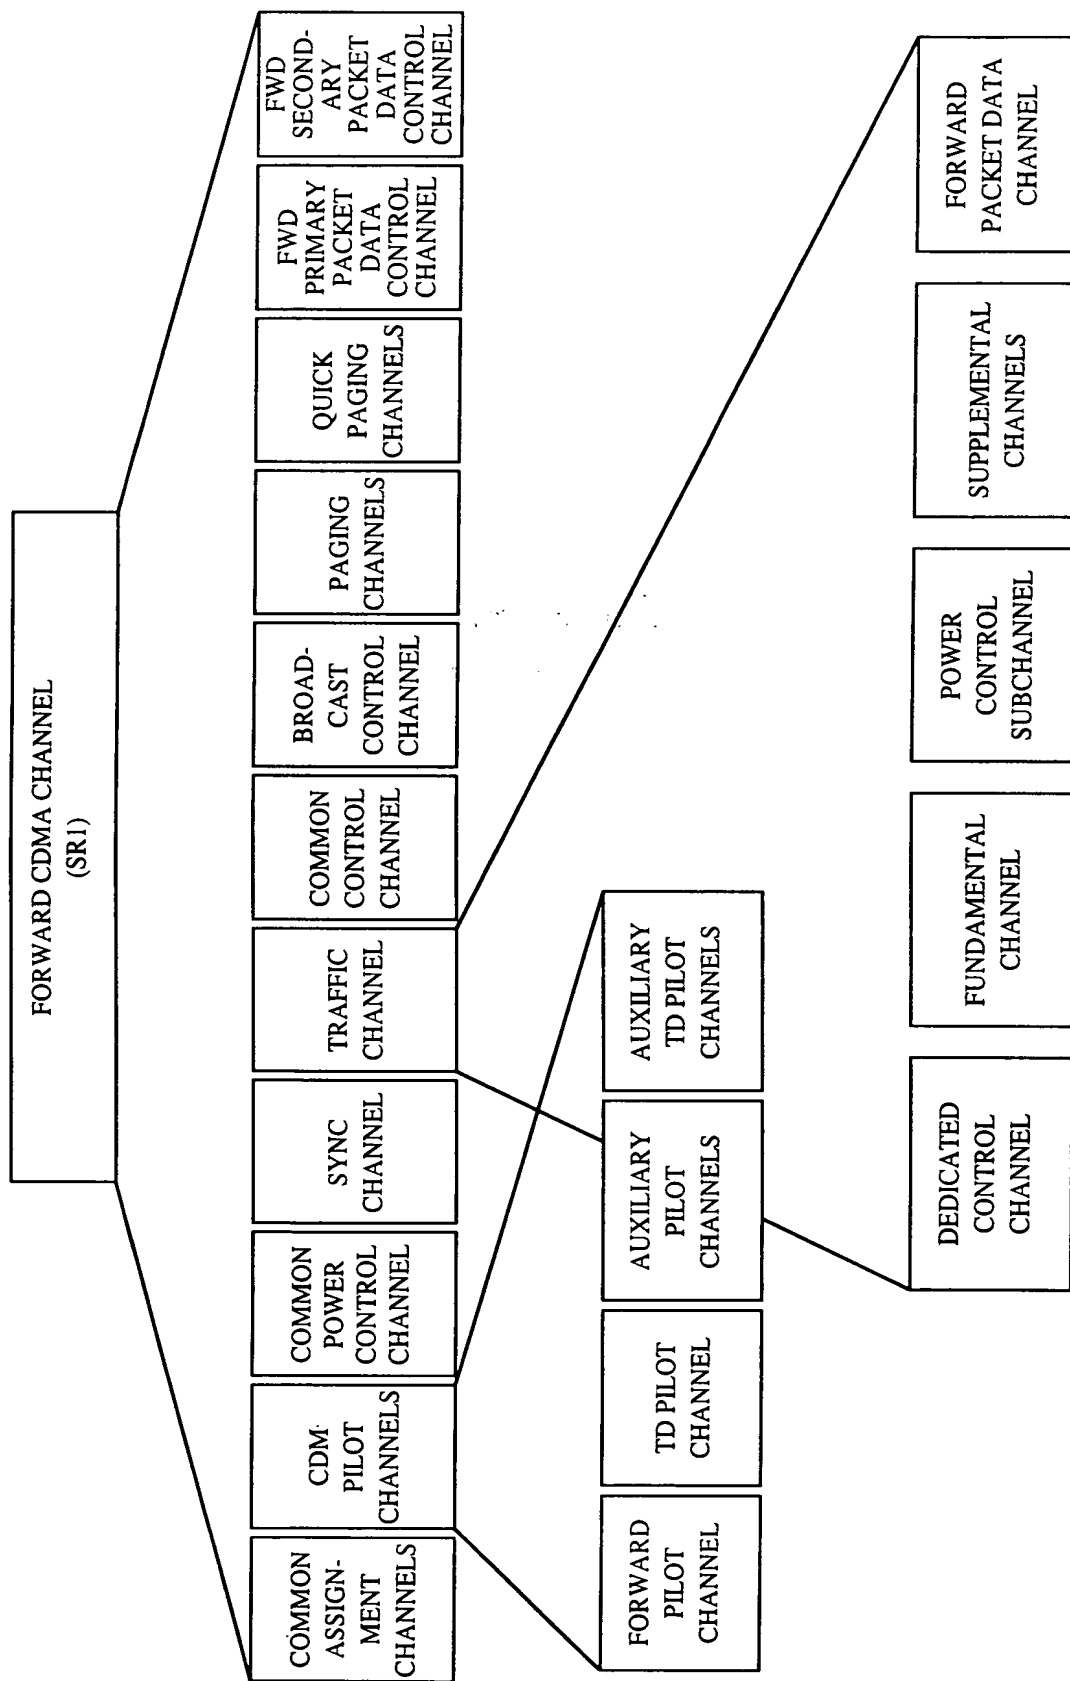 FORWARD CDMA CHANNEL
(SR1)
COMMON
ASSIGN-
MENT
CHANNELS
CDM
PILOT
CHANNELS
COMMON
POWER
CONTROL
CHANNEL
SYNC
CHANNEL
TRAFFIC
CHANNEL
COMMON
CONTROL
CHANNEL
BROAD-
CAST
CONTROL
CHANNEL
PAGING
CHANNELS
QUICK
PAGING
CHANNELS
FWD
PRIMARY
PACKET
DATA
CONTROL
CHANNEL
FWD
SECOND-
ARY
PACKET
DATA
CONTROL
CHANNEL
FORWARD
PILOT
CHANNEL
TD PILOT
CHANNEL
AUXILIARY
PILOT
CHANNELS
AUXILIARY
TD PILOT
CHANNELS
DEDICATED
CONTROL
CHANNEL
FUNDAMENTAL
CHANNEL
POWER
CONTROL
SUBCHANNEL
SUPPLEMENTAL
CHANNELS
FORWARD
PACKET DATA
CHANNEL